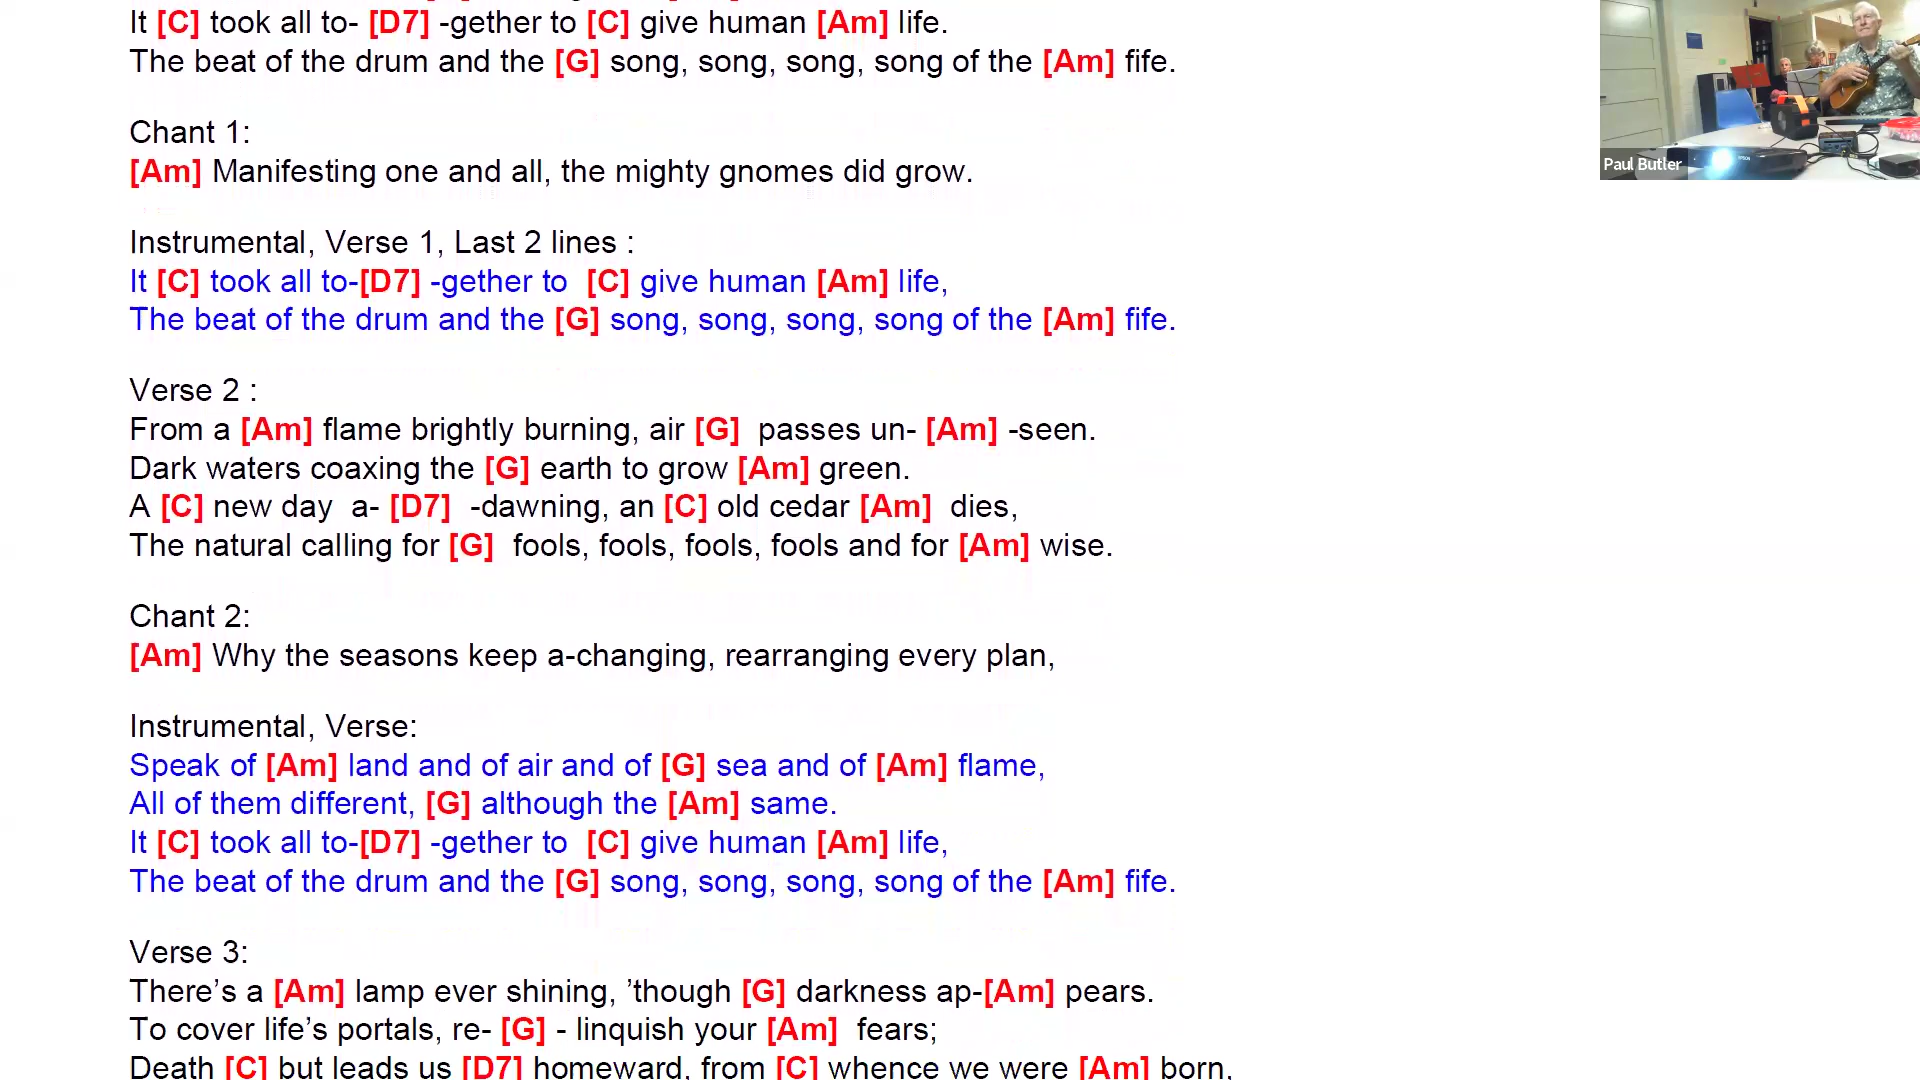 It [C] took all to- [D7] -gether to [C] give human [Am] life.
The beat of the drum and the [G] song, song, song, song of the [Am] fife.
Chant 1:
[Am] Manifesting one and all, the mighty gnomes did grow.
Instrumental, Verse 1, Last 2 lines :
It [C] took all to-[D7] -gether to [C] give human [Am] life,
The beat of the drum and the [G] song, song, song, song of the [Am] fife.
Verse 2 :
From a [Am] flame brightly burning, air [G] passes un- [Am] -seen.
Dark waters coaxing the [G] earth to grow [Am] green.
A [C] new day a- [D7] -dawning, an [C] old cedar [Am] dies,
The natural calling for [G] fools, fools, fools, fools and for [Am] wise.
Chant 2:
[Am] Why the seasons keep a-changing, rearranging every plan,
Instrumental, Verse:
Speak of [Am] land and of air and of [G] sea and of [Am] flame,
All of them different, [G] although the [Am] same.
It [C] took all to-[D7] -gether to [C] give human [Am] life,
The beat of the drum and the [G] song, song, song, song of the [Am] fife.
Verse 3:
There’s a [Am] lamp ever shining, ’though [G] darkness ap-[Am] pears.
To cover life’s portals, re- [G] - linquish your [Am] fears;
Death [C] but leads us [D7] homeward, from [C] whence we were [Am] born,
Paul Butler